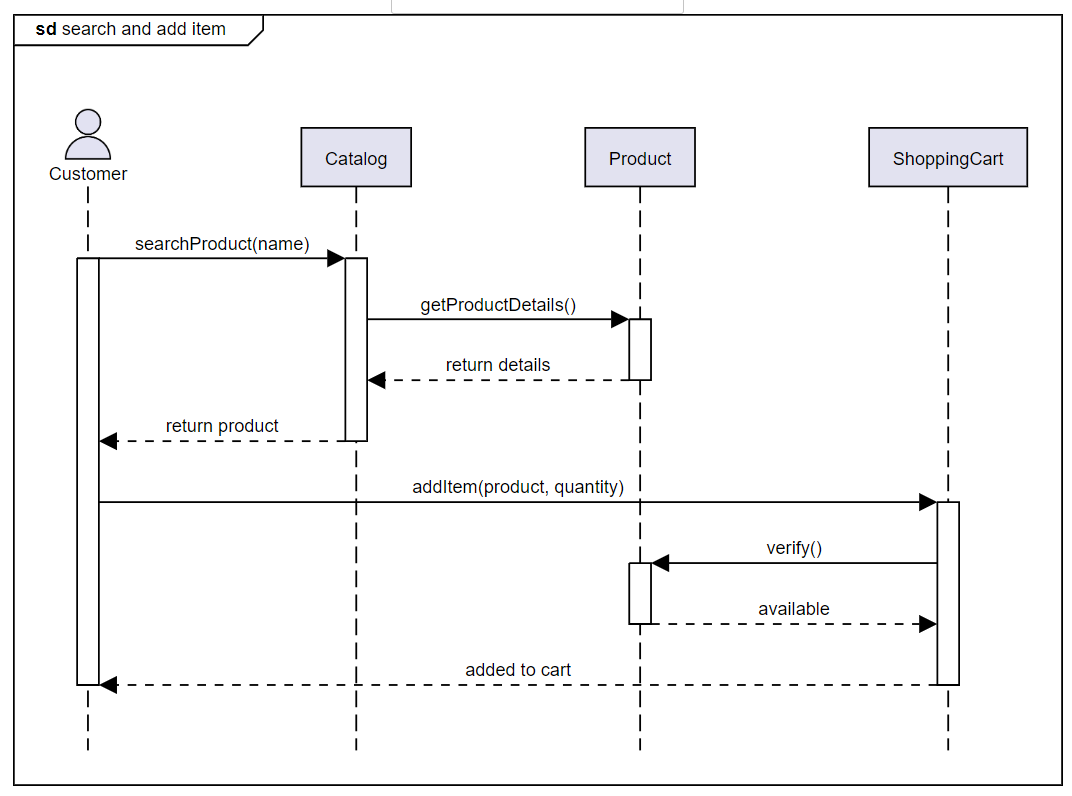 sd search and add item
Customer
Catalog
Product
ShoppingCart
searchProduct(name)
getProductDetails()
return details
return product
addItem(product, quantity)
verify()
available
added to cart